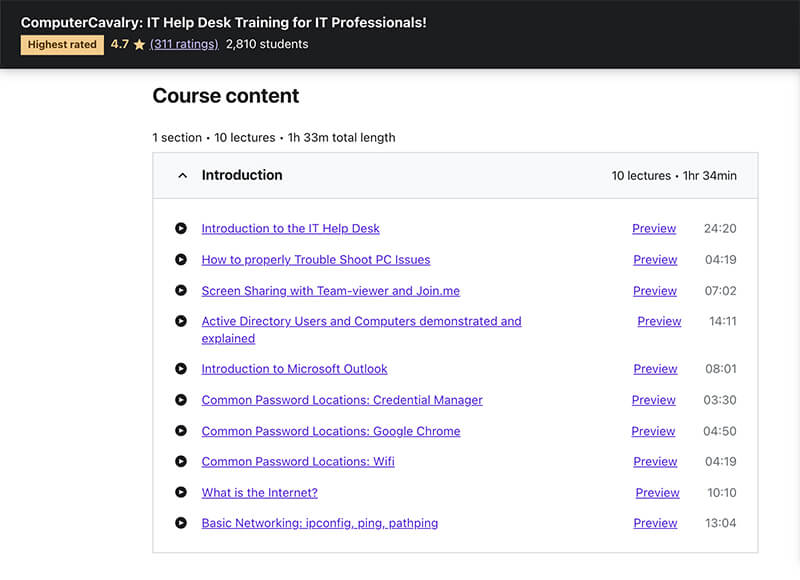 ComputerCavalry: IT Help Desk Training for IT Professionals!
Highest rated 4.7 (311 ratings) 2,810 students
Course content
1 section • 10 lectures • 1h 33m total length
Introduction 10 lectures • 1hr 34min
Introduction to the IT Help Desk Preview 24:20
How to properly Trouble Shoot PC Issues Preview 04:19
Screen Sharing with Team-viewer and Join.me Preview 07:02
Active Directory Users and Computers demonstrated and Preview 14:11
explained
Introduction to Microsoft Outlook Preview 08:01
Common Password Locations: Credential Manager Preview 03:30
Common Password Locations: Google Chrome Preview 04:50
Common Password Locations: Wifi Preview 04:19
What is the Internet? Preview 10:10
Basic Networking: ipconfig, ping, pathping Preview 13:04